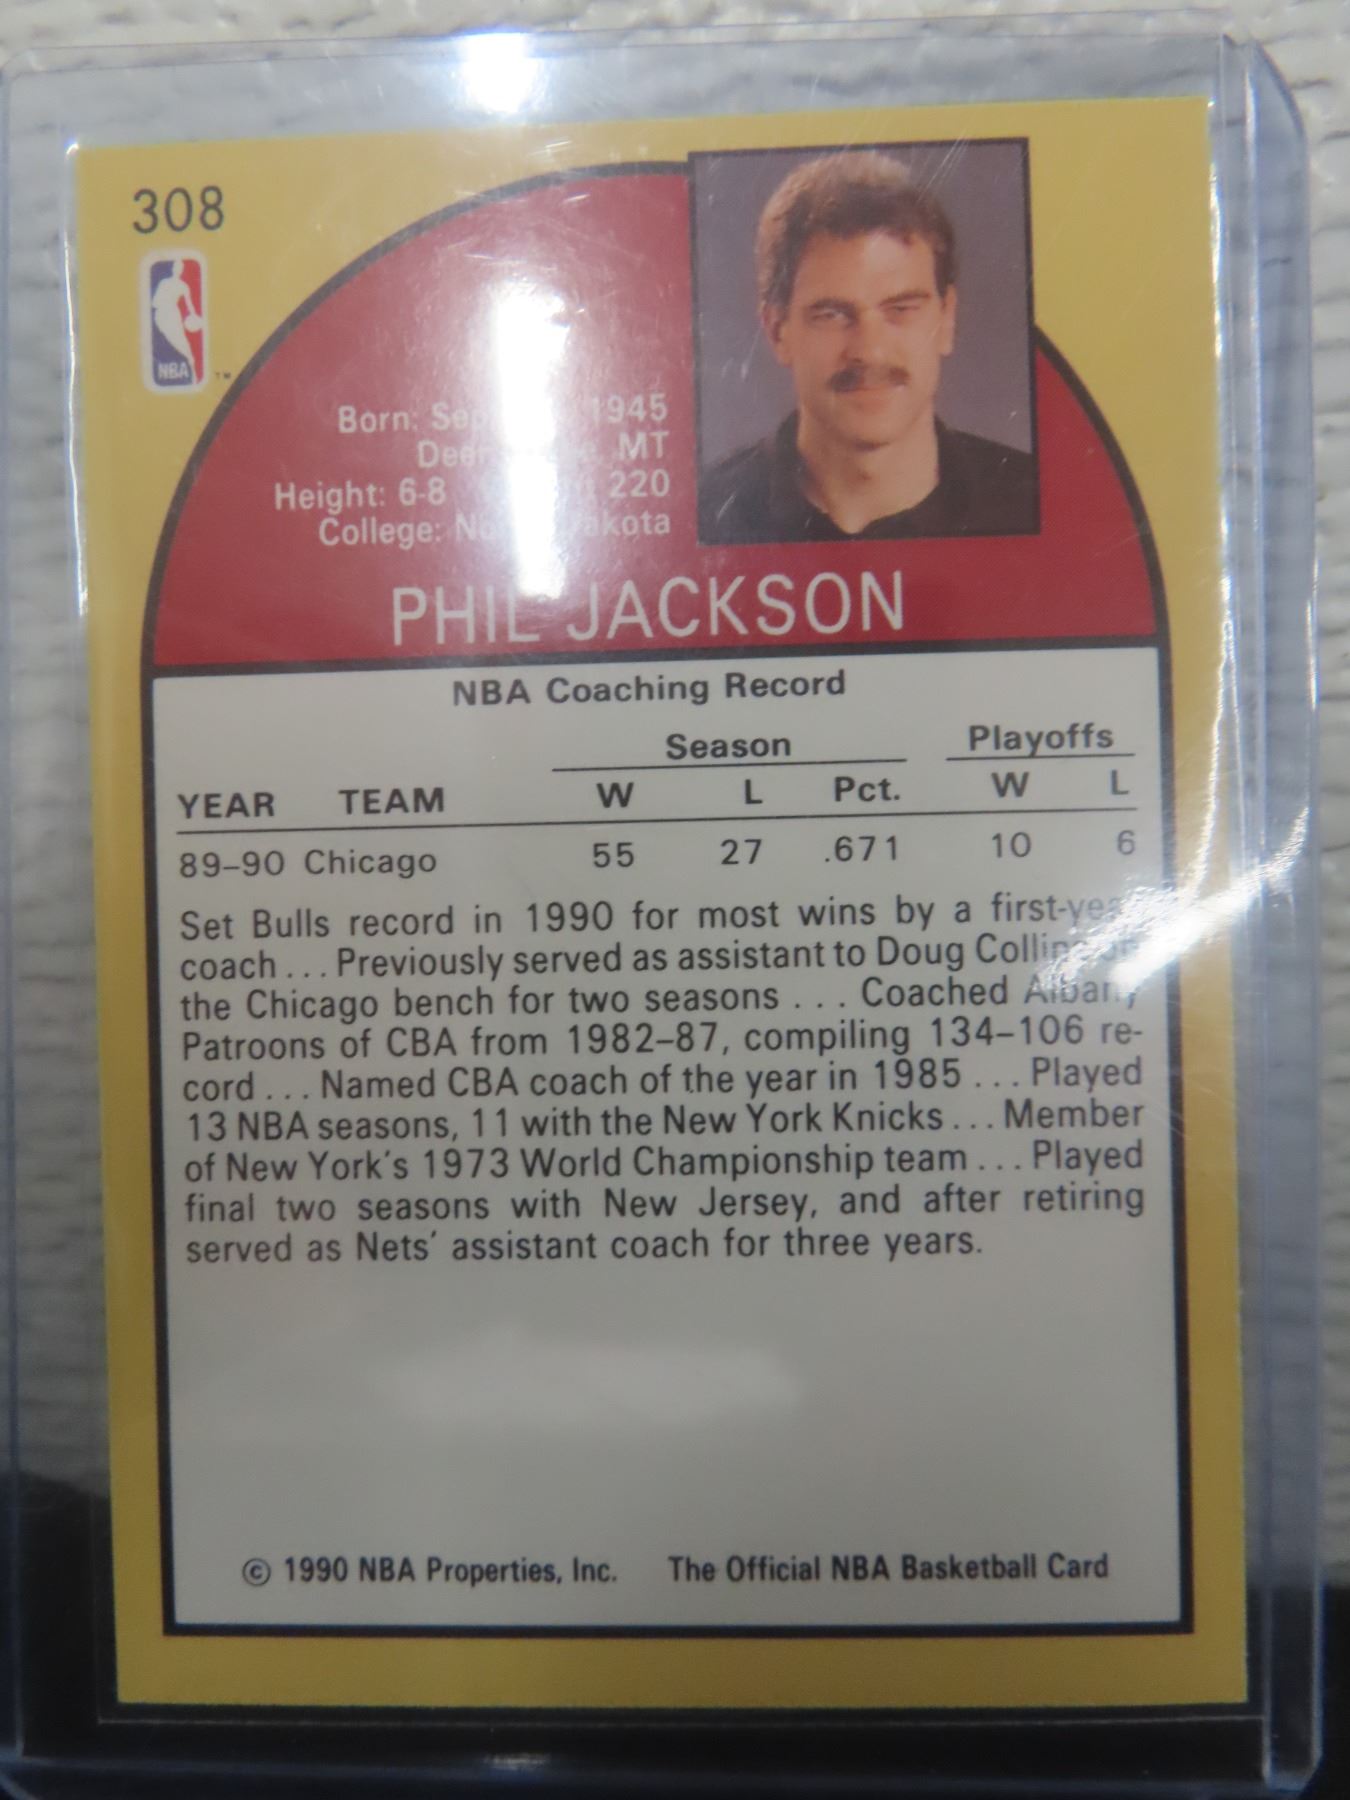 308
NBA
™
Born: Sep 1945
MT
Height: 6-8 220
College:
PHIL JACKSON
NBA Coaching Record
Season Playoffs
YEAR TEAM W L Pct. W L
89–90 Chicago 55 27 .671 10 6
Set Bulls record in 1990 for most wins by a first-year
coach ... Previously served as assistant to Doug Collins on
the Chicago bench for two seasons ... Coached Albany
Patroons of CBA from 1982–87, compiling 134–106 re-
cord ... Named CBA coach of the year in 1985 ... Played
13 NBA seasons, 11 with the New York Knicks ... Member
of New York's 1973 World Championship team ... Played
final two seasons with New Jersey, and after retiring
served as Nets' assistant coach for three years.
© 1990 NBA Properties, Inc. The Official NBA Basketball Card